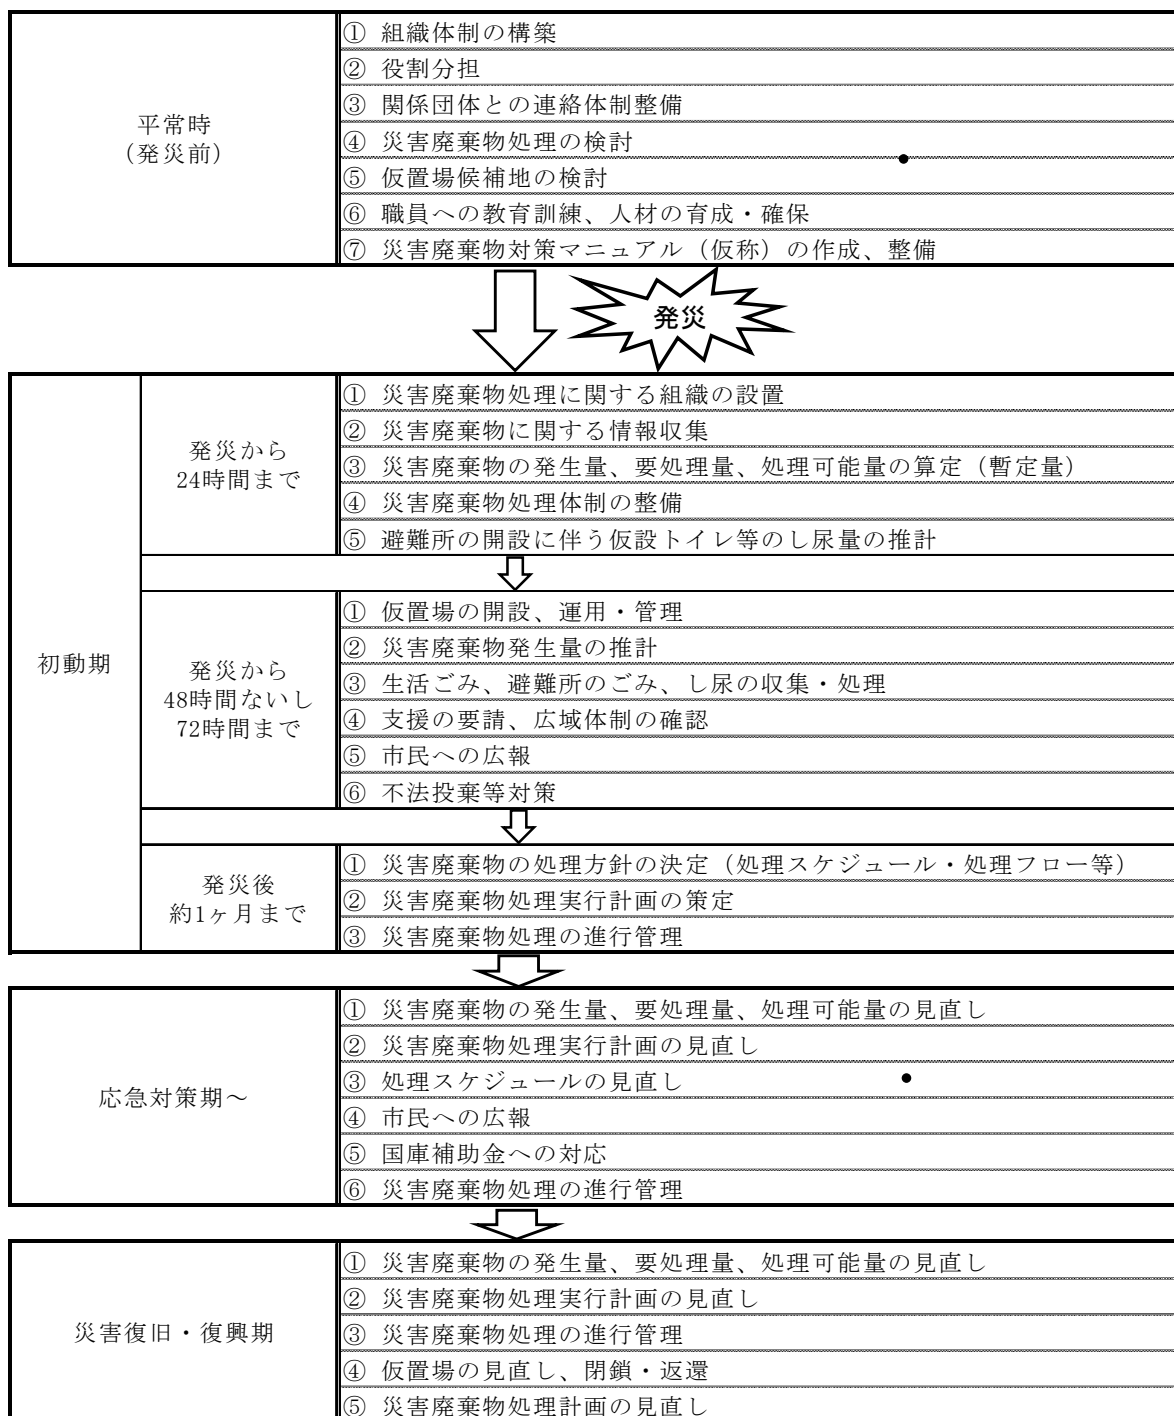 平常時
(発災前)
① 組織体制の構築
② 役割分担
③ 関係団体との連絡体制整備
④ 災害廃棄物処理の検討
⑤ 仮置場候補地の検討
⑥ 職員への教育訓練、人材の育成・確保
⑦ 災害廃棄物対策マニュアル（仮称）の作成、整備
発災
初動期
発災から
24時間まで
① 災害廃棄物処理に関する組織の設置
② 災害廃棄物に関する情報収集
③ 災害廃棄物の発生量、要処理量、処理可能量の算定（暫定量）
④ 災害廃棄物処理体制の整備
⑤ 避難所の開設に伴う仮設トイレ等のし尿量の推計
発災から
48時間ないし
72時間まで
① 仮置場の開設、運用・管理
② 災害廃棄物発生量の推計
③ 生活ごみ、避難所のごみ、し尿の収集・処理
④ 支援の要請、広域体制の確認
⑤ 市民への広報
⑥ 不法投棄等対策
発災後
約1ヶ月まで
① 災害廃棄物の処理方針の決定（処理スケジュール・処理フロー等）
② 災害廃棄物処理実行計画の策定
③ 災害廃棄物処理の進行管理
応急対策期～
① 災害廃棄物の発生量、要処理量、処理可能量の見直し
② 災害廃棄物処理実行計画の見直し
③ 処理スケジュールの見直し
④ 市民への広報
⑤ 国庫補助金への対応
⑥ 災害廃棄物処理の進行管理
災害復旧・復興期
① 災害廃棄物の発生量、要処理量、処理可能量の見直し
② 災害廃棄物処理実行計画の見直し
③ 災害廃棄物処理の進行管理
④ 仮置場の見直し、閉鎖・返還
⑤ 災害廃棄物処理計画の見直し